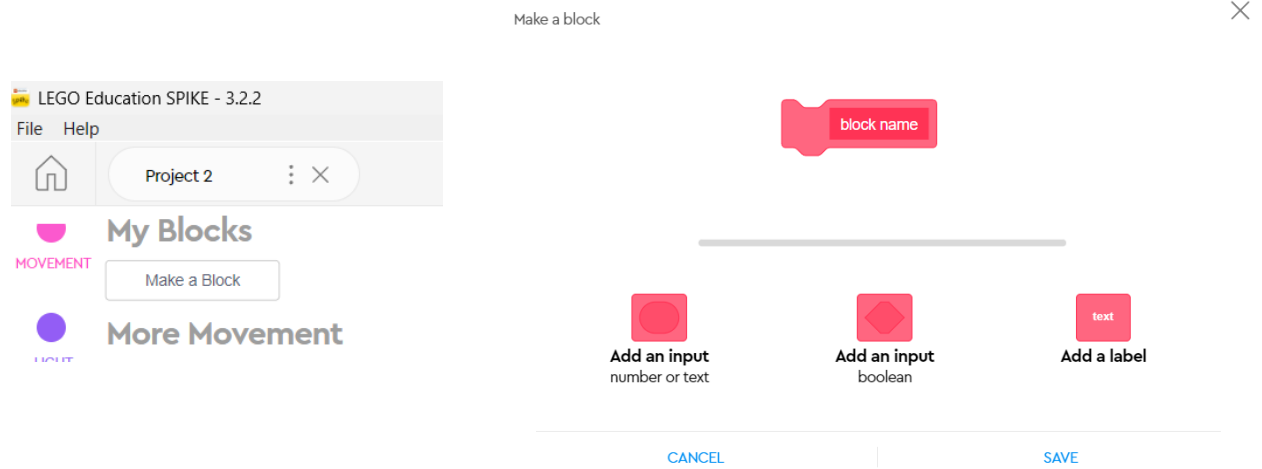 Make a block
LEGO Education SPIKE - 3.2.2
File Help
Project 2
My Blocks
MOVEMENT
Make a Block
More Movement
LIGHT
block name
text
Add an input
number or text
Add an input
boolean
Add a label
CANCEL
SAVE